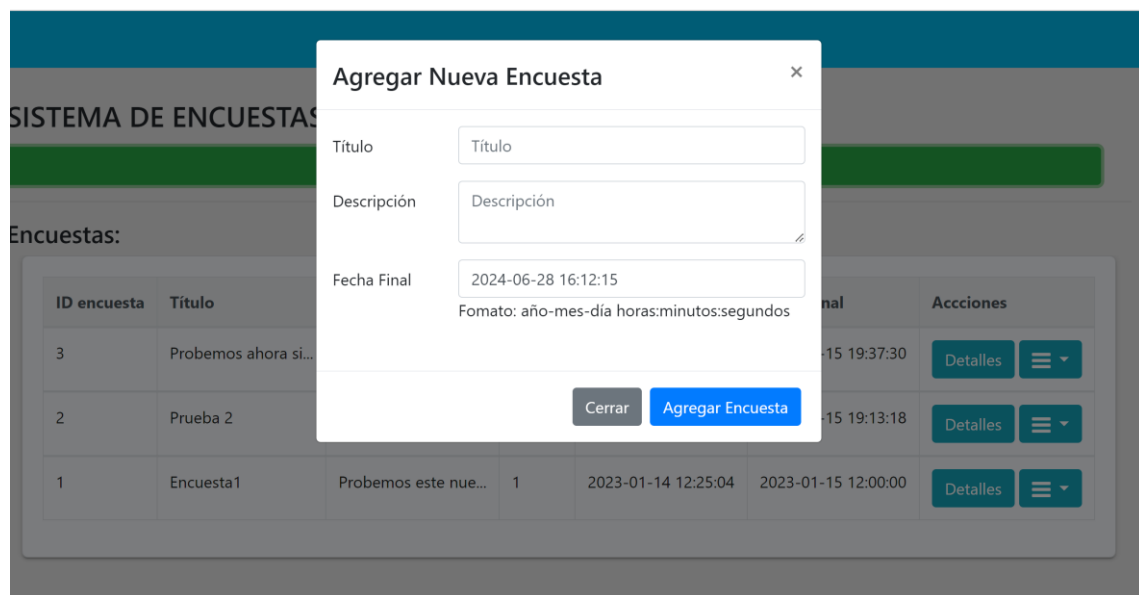 Agregar Nueva Encuesta ×
SISTEMA DE ENCUESTAS
Título Título
Descripción Descripción
Encuestas:
Fecha Final 2024-06-28 16:12:15
Fomato: año-mes-día horas:minutos:segundos
ID encuesta Título nal Accciones
3 Probemos ahora si... -15 19:37:30 Detalles
Cerrar Agregar Encuesta
2 Prueba 2 -15 19:13:18 Detalles
1 Encuesta1 Probemos este nue... 1 2023-01-14 12:25:04 2023-01-15 12:00:00 Detalles